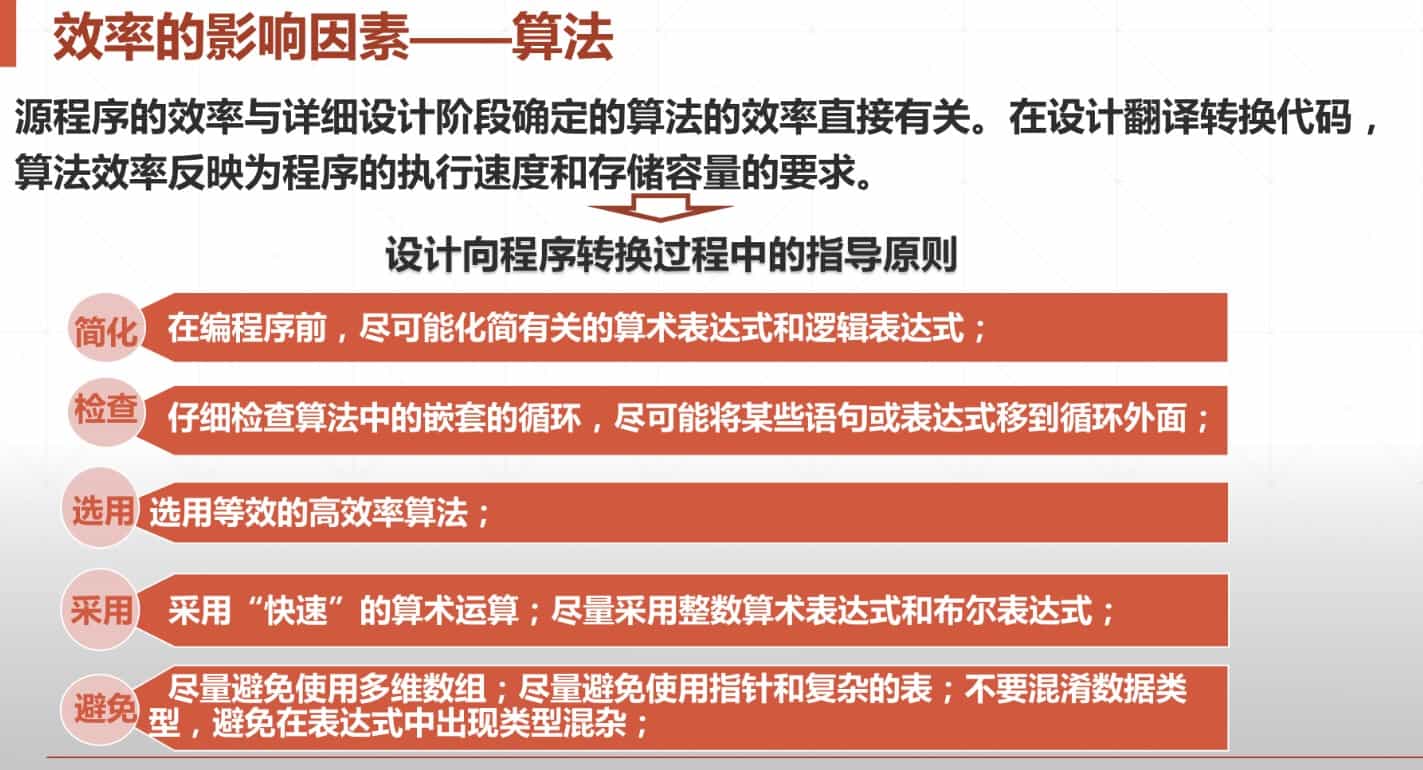 效率的影响因素——算法
源程序的效率与详细设计阶段确定的算法的效率直接有关。在设计翻译转换代码，
算法效率反映为程序的执行速度和存储容量的要求。
设计向程序转换过程中的指导原则
简化
在编程序前，尽可能化简有关的算术表达式和逻辑表达式；
检查
仔细检查算法中的嵌套的循环，尽可能将某些语句或表达式移到循环外面；
选用
选用等效的高效率算法；
采用
采用“快速”的算术运算；尽量采用整数算术表达式和布尔表达式；
避免
尽量避免使用多维数组；尽量避免使用指针和复杂的表；不要混淆数据类
型，避免在表达式中出现类型混杂；